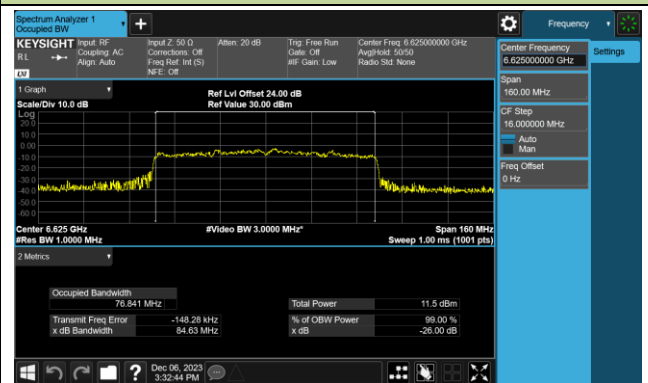 Spectrum Analyzer 1
Occupied BW
Frequency
KEYSIGHT
RL
Input: RF
Coupling: AC
Align: Auto
Input Z: 50 Ω
Corrections: Off
Freq Ref: Int (S)
NFE: Off
Atten: 20 dB
Trig: Free Run
Gate: Off
#IF Gain: Low
Center Freq: 6.625000000 GHz
Avg|Hold: 50/50
Radio Std: None
LXI
Center Frequency
6.625000000 GHz
Settings
Span
160.00 MHz
CF Step
16.000000 MHz
Auto
Man
Freq Offset
0 Hz
1 Graph
Scale/Div 10.0 dB
Ref Lvl Offset 24.00 dB
Ref Value 30.00 dBm
Log
20.0
10.0
0.00
-10.0
-20.0
-30.0
-40.0
-50.0
-60.0
Center 6.625 GHz
#Res BW 1.0000 MHz
#Video BW 3.0000 MHz*
Span 160 MHz
Sweep 1.00 ms (1001 pts)
2 Metrics
Occupied Bandwidth
76.841 MHz
Total Power 11.5 dBm
Transmit Freq Error -148.28 kHz
% of OBW Power 99.00 %
x dB Bandwidth 84.63 MHz
x dB -26.00 dB
?
Dec 06, 2023
3:32:44 PM